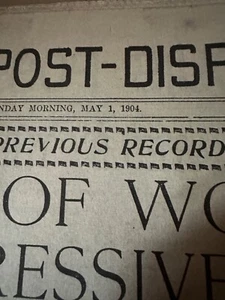 POST-DISP
NDAY MORNING, MAY 1, 1904.
PREVIOUS RECORD
OF WO
RESSIVE